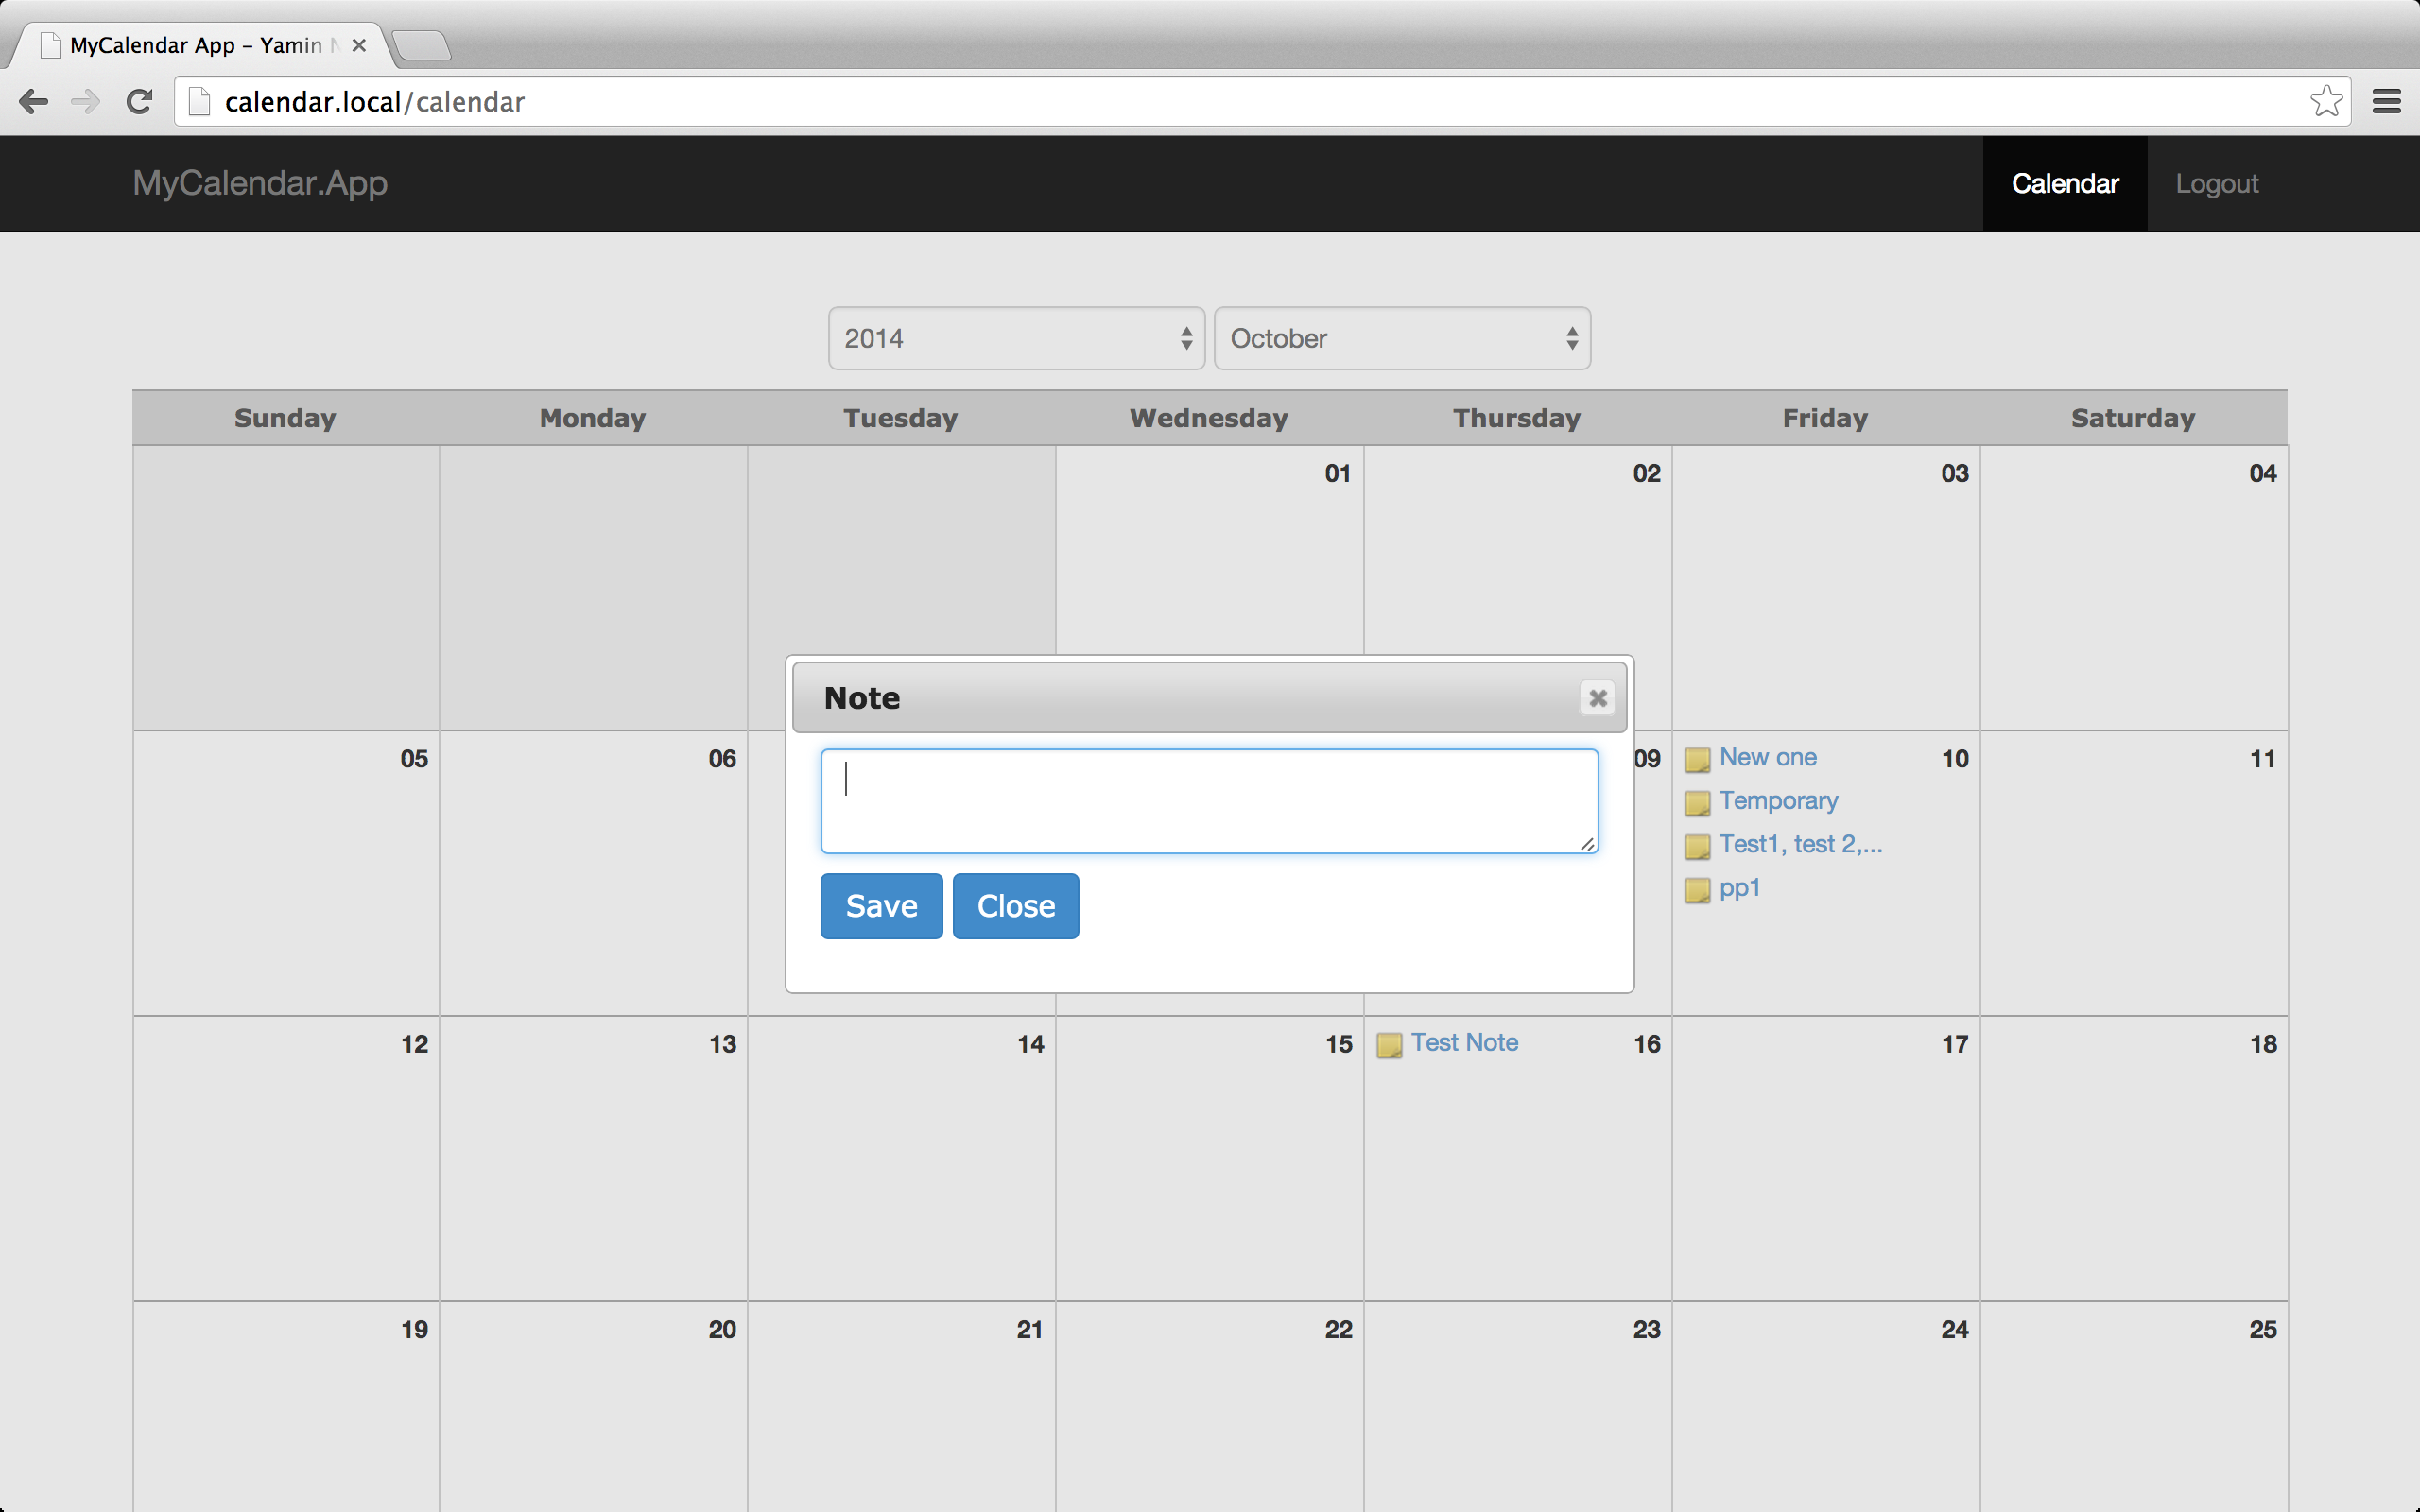 MyCalendar App – Yamin
calendar.local/calendar
MyCalendar.App
Calendar
Logout
2014
October
Sunday Monday Tuesday Wednesday Thursday Friday Saturday
01 02 03 04
Note
Save Close
05 06 09 10 11
New one
Temporary
Test1, test 2,...
pp1
12 13 14 15 16 17 18
Test Note
19 20 21 22 23 24 25